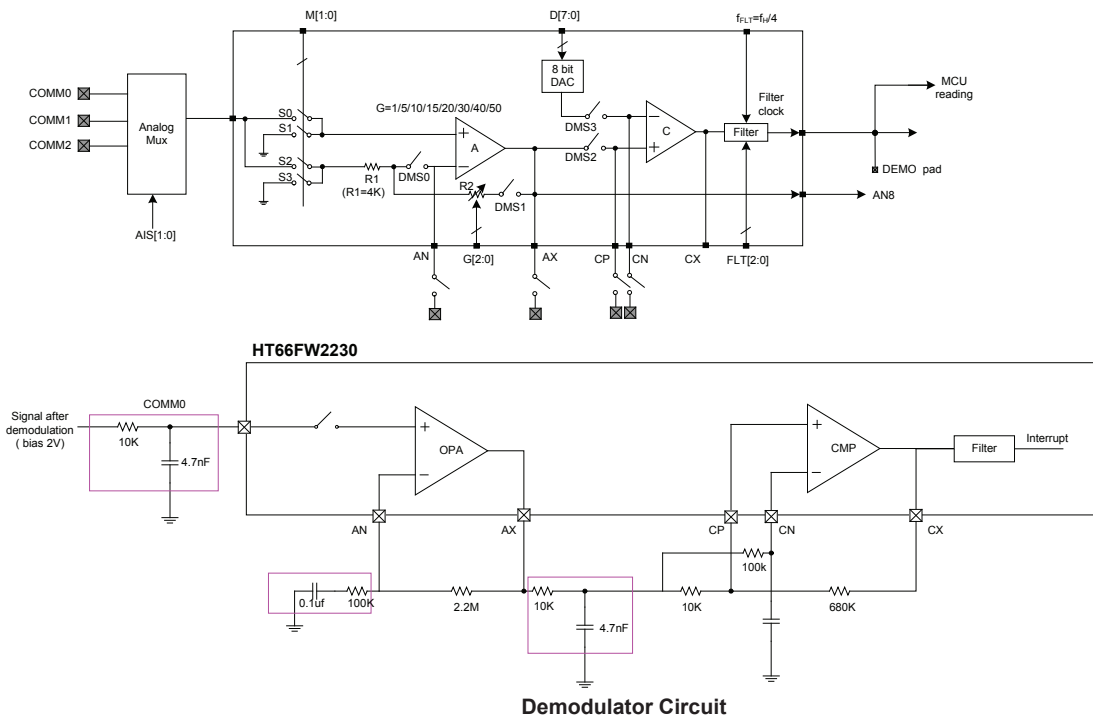 M[1:0]
D[7:0]
fFLT=fH/4
8 bit
DAC
COMM0
COMM1
COMM2
Analog
Mux
AIS[1:0]
S0
S1
S2
S3
G=1/5/10/15/20/30/40/50
R1
(R1=4K)
DMS0
A
R2
DMS1
DMS3
DMS2
C
Filter
clock
Filter
MCU
reading
DEMO pad
AN8
AN
G[2:0]
AX
CP
CN
CX
FLT[2:0]
HT66FW2230
Signal after
demodulation
( bias 2V)
COMM0
10K
4.7nF
OPA
CMP
Filter
Interrupt
AN
AX
CP
CN
CX
0.1uf
100K
2.2M
10K
4.7nF
100k
10K
680K
Demodulator Circuit